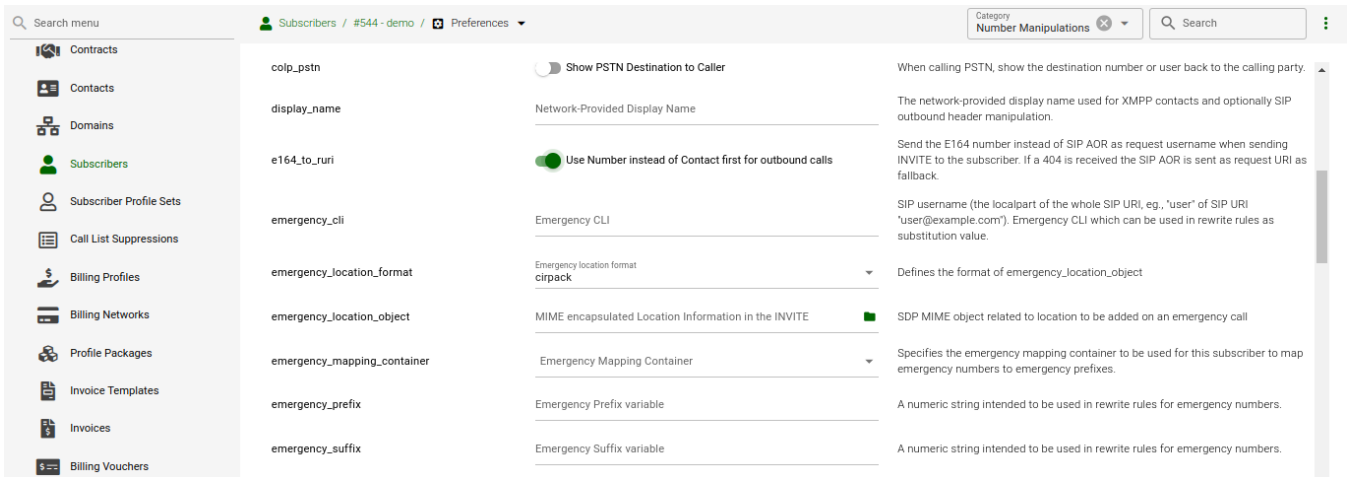 Search menu
Subscribers / #544 - demo / Preferences
Category
Number Manipulations
Search
Contracts
Contacts
Domains
Subscribers
Subscriber Profile Sets
Call List Suppressions
Billing Profiles
Billing Networks
Profile Packages
Invoice Templates
Invoices
Billing Vouchers
colp_pstn
Show PSTN Destination to Caller
When calling PSTN, show the destination number or user back to the calling party.
display_name
Network-Provided Display Name
The network-provided display name used for XMPP contacts and optionally SIP
outbound header manipulation.
e164_to_ruri
Use Number instead of Contact first for outbound calls
Send the E164 number instead of SIP AOR as request username when sending
INVITE to the subscriber. If a 404 is received the SIP AOR is sent as request URI as
fallback.
emergency_cli
Emergency CLI
SIP username (the localpart of the whole SIP URI, eg., "user" of SIP URI
"user@example.com"). Emergency CLI which can be used in rewrite rules as
substitution value.
emergency_location_format
Emergency location format
cirpack
Defines the format of emergency_location_object
emergency_location_object
MIME encapsulated Location Information in the INVITE
SDP MIME object related to location to be added on an emergency call
emergency_mapping_container
Emergency Mapping Container
Specifies the emergency mapping container to be used for this subscriber to map
emergency numbers to emergency prefixes.
emergency_prefix
Emergency Prefix variable
A numeric string intended to be used in rewrite rules for emergency numbers.
emergency_suffix
Emergency Suffix variable
A numeric string intended to be used in rewrite rules for emergency numbers.